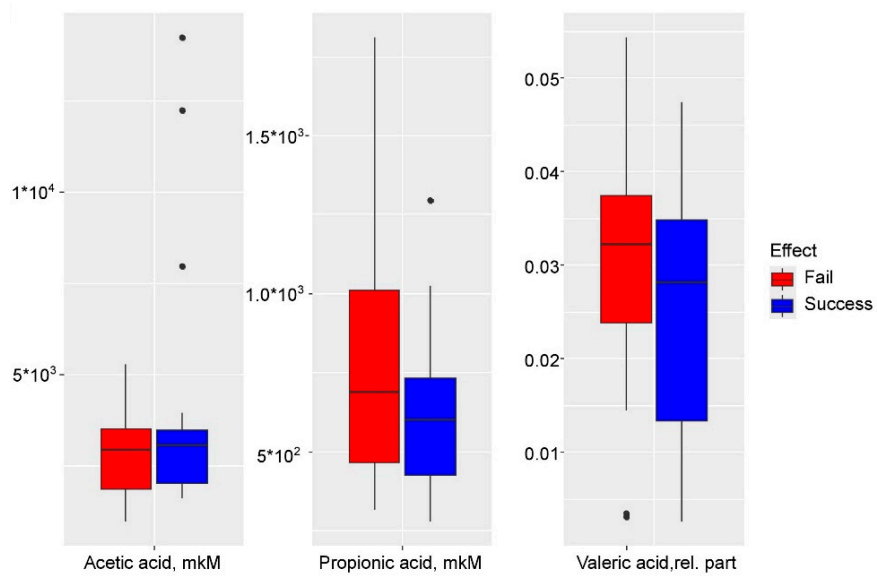 1*10⁴
5*10³
Acetic acid, mkM
1.5*10³
1.0*10³
5*10²
Propionic acid, mkM
0.05
0.04
0.03
0.02
0.01
Valeric acid,rel. part
Effect
Fail
Success